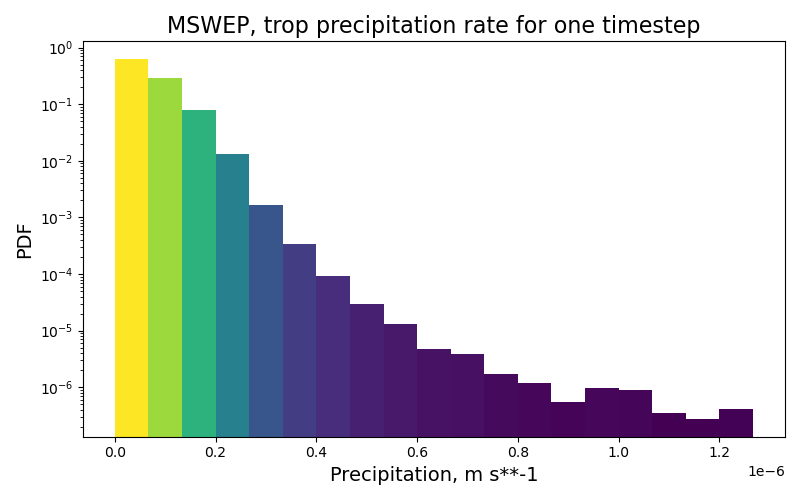 MSWEP, trop precipitation rate for one timestep
PDF
10⁰
10⁻¹
10⁻²
10⁻³
10⁻⁴
10⁻⁵
10⁻⁶
0.0 0.2 0.4 0.6 0.8 1.0 1.2
1e−6
Precipitation, m s**-1